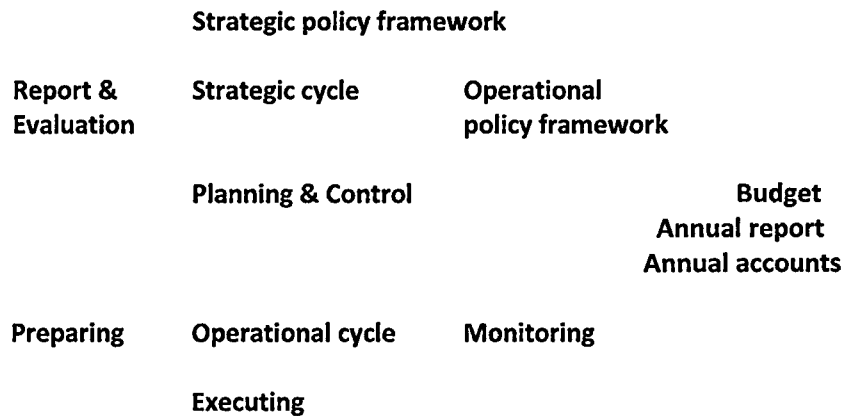 Strategic policy framework
Report & Strategic cycle Operational
Evaluation policy framework
Planning & Control Budget
Annual report
Annual accounts
Preparing Operational cycle Monitoring
Executing